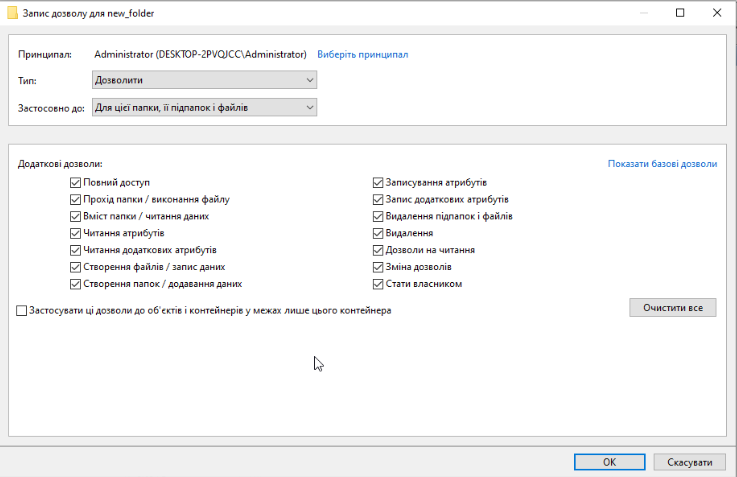 Запис дозволу для new_folder
Принципал: Administrator (DESKTOP-2PVQJCC\Administrator) Виберіть принципал
Тип: Дозволити
Застосовно до: Для цієї папки, її підпапок і файлів
Додаткові дозволи: Показати базові дозволи
Повний доступ Записування атрибутів
Прохід папки / виконання файлу Запис додаткових атрибутів
Вміст папки / читання даних Видалення підпапок і файлів
Читання атрибутів Видалення
Читання додаткових атрибутів Дозволи на читання
Створення файлів / запис даних Зміна дозволів
Створення папок / додавання даних Стати власником
Застосувати ці дозволи до об'єктів і контейнерів у межах лише цього контейнера Очистити все
OK Скасувати